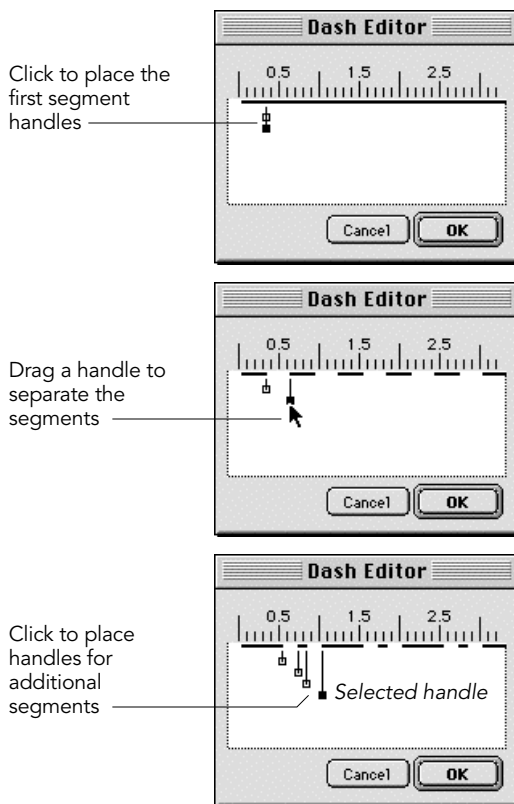 Dash Editor
0.5 1.5 2.5
Click to place the
first segment
handles
Cancel OK
Dash Editor
0.5 1.5 2.5
Drag a handle to
separate the
segments
Cancel OK
Dash Editor
0.5 1.5 2.5
Click to place
handles for
additional
segments
Selected handle
Cancel OK